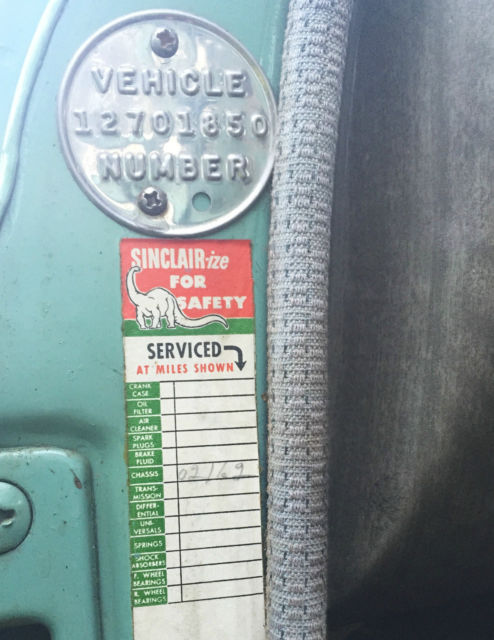 VEHICLE
12701850
NUMBER
SINCLAIR-ize
FOR
SAFETY
SERVICED
AT MILES SHOWN
CRANK
CASE
OIL
FILTER
AIR
CLEANER
SPARK
PLUGS
BRAKE
FLUID
CHASSIS 02169
TRANS-
MISSION
DIFFER-
ENTIAL
UNI-
VERSALS
SPRINGS
SHOCK
ABSORBERS
F. WHEEL
BEARINGS
R. WHEEL
BEARINGS